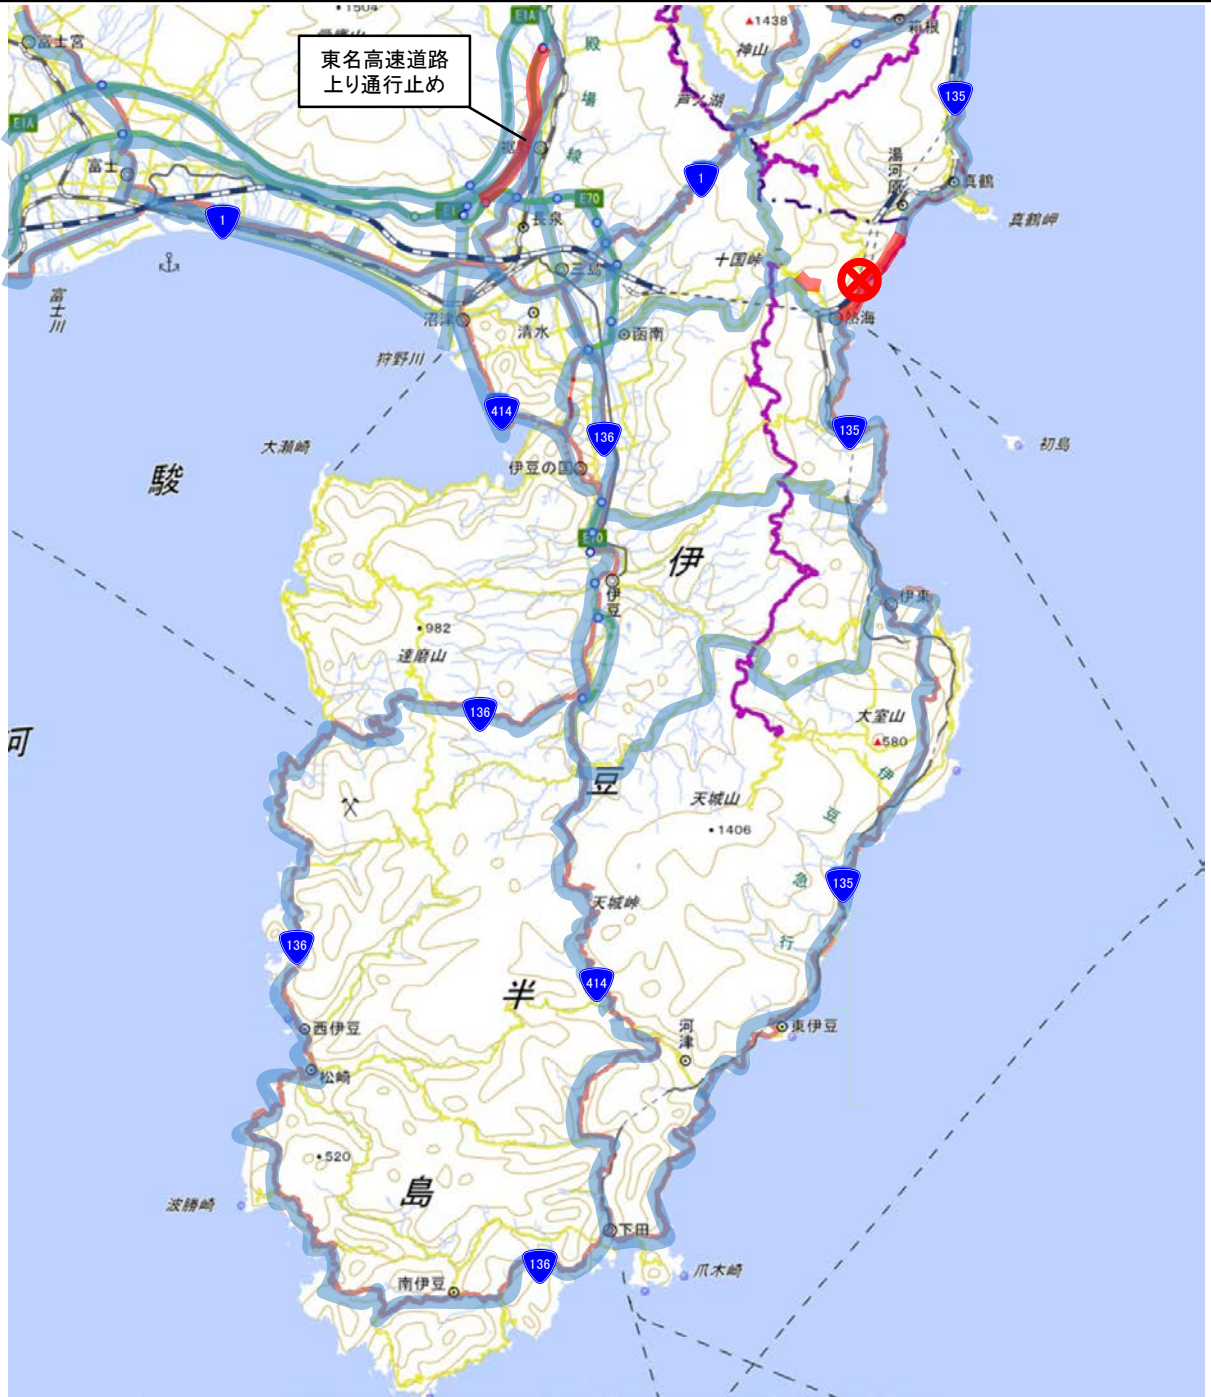 •1504
E1A
▲1438
箱根
富士宮
神山
殿
場
線
東名高速道路
上り通行止め
芦ノ湖
135
E1A
富士
湯河原
真鶴
1
1
E70
E1
長泉
真鶴岬
十国峠
三島
富士川
沼津
清水
函南
熱海
狩野川
414
136
135
初島
大瀬崎
伊豆の国
駿
E70
伊
伊豆
伊東
•982
達磨山
136
大室山
▲580
河
豆
伊
天城山
豆
•1406
急
135
天城峠
行
136
414
半
西伊豆
河津
東伊豆
松崎
•520
島
波勝崎
下田
136
爪木崎
南伊豆